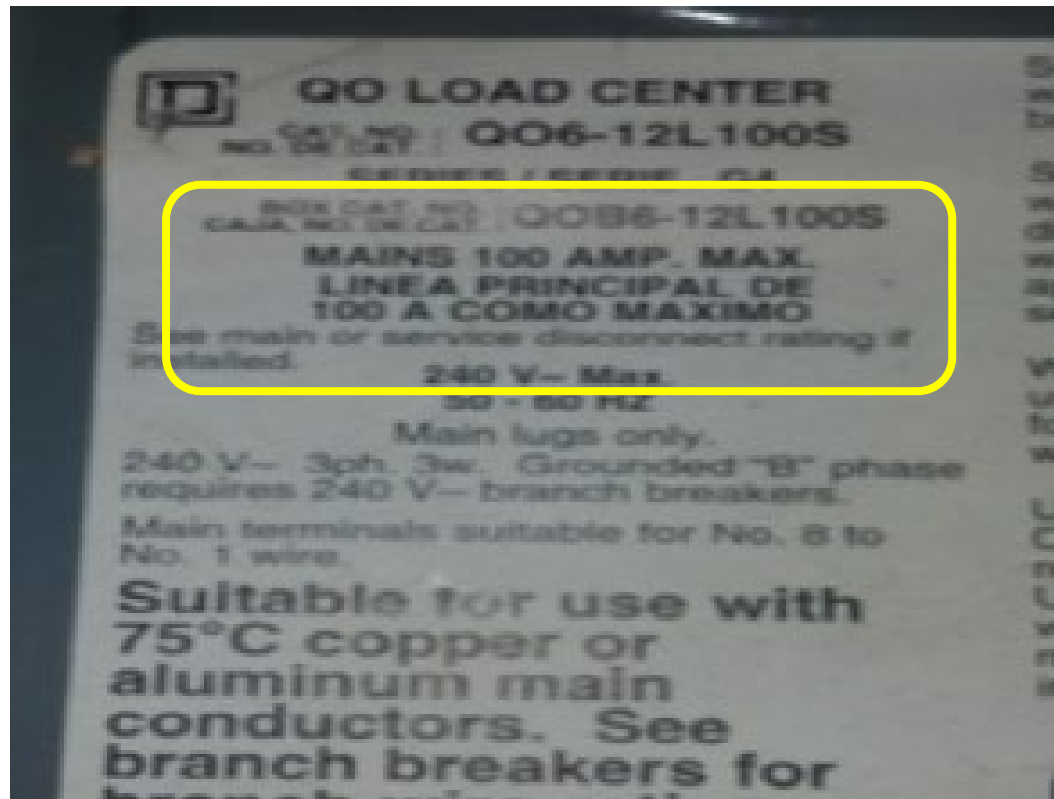 QO LOAD CENTER
CAT. NO. : QO6-12L100S
NO. DE CAT. :
SERIES / SERIE G4
BOX CAT. NO. : QOB6-12L100S
CAJA NO. DE CAT. :
MAINS 100 AMP. MAX.
LINEA PRINCIPAL DE
100 A COMO MAXIMO
See main or service disconnect rating if
installed.
240 V~ Max.
50 - 60 HZ
Main lugs only.
240 V~ 3ph. 3w. Grounded "B" phase
requires 240 V~ branch breakers.
Main terminals suitable for No. 8 to
No. 1 wire.
Suitable for use with
75°C copper or
aluminum main
conductors. See
branch breakers for